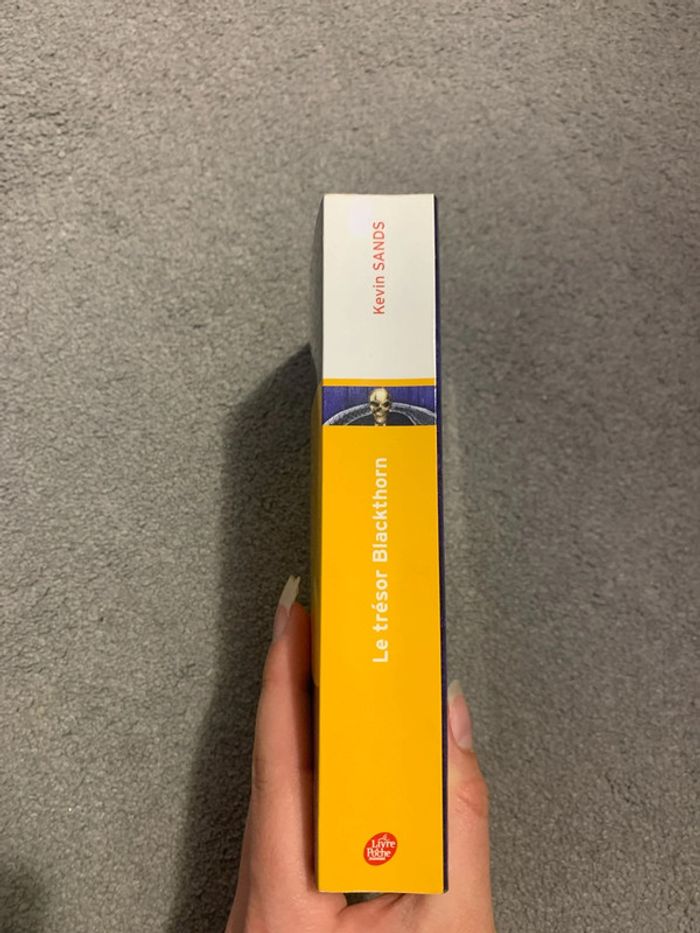 Kevin SANDS
Le trésor Blackthorn
Le
Livre
de
Poche